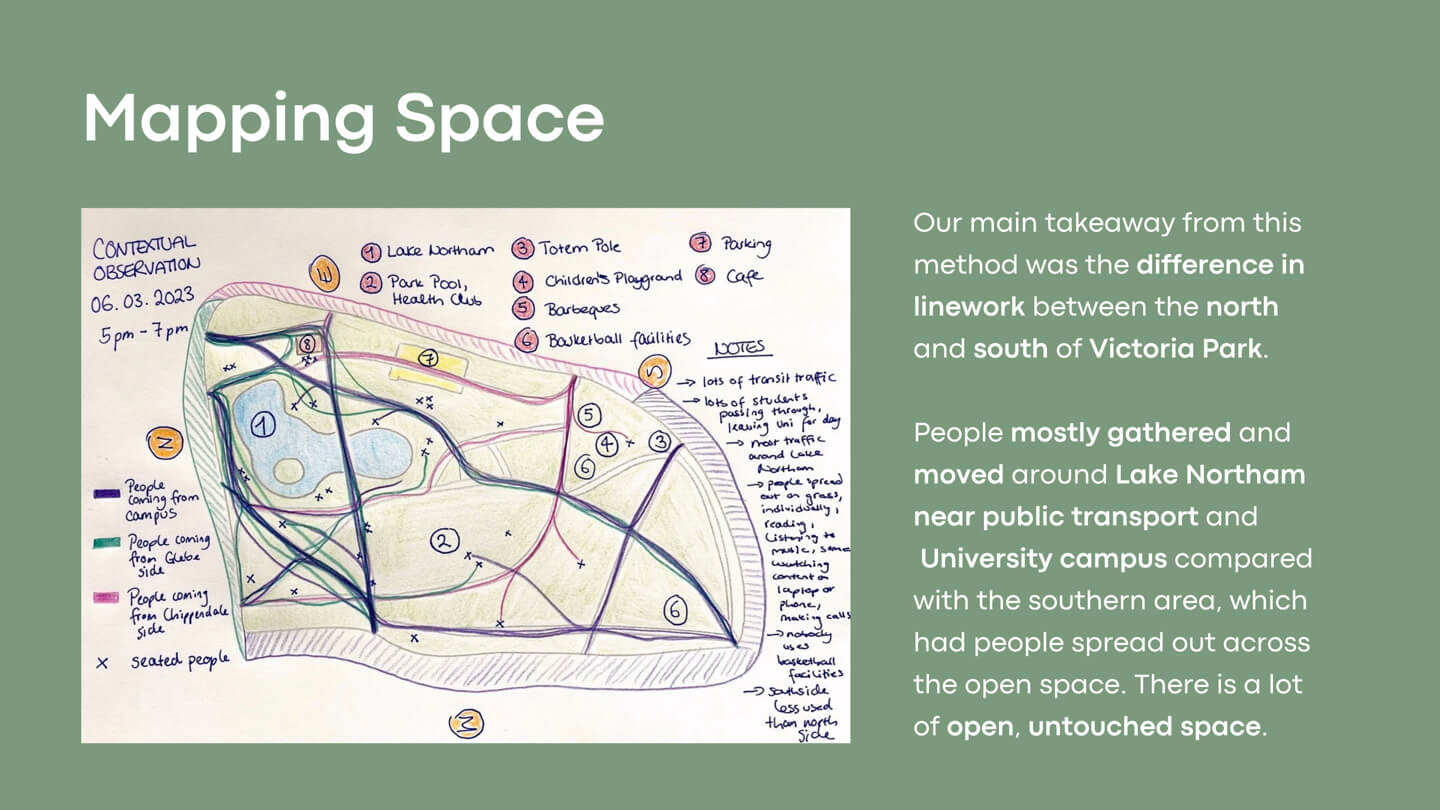 Mapping Space
CONTEXTUAL
OBSERVATION
06.03.2023
5pm - 7pm
1 Lake Northam
2 Park Pool,
Health Club
3 Totem Pole
4 Children's Playground
5 Barbeques
6 Basketball facilities
7 Parking
8 Cafe
E
S
N
W
8
7
1
5
4
3
6
2
6
People
coming from
campus
People coming
from Glebe
side
People coming
from Chippendale
side
x seated people
NOTES
→ lots of transit traffic
→ lots of students
passing through,
leaving uni for day
→ most traffic
around Lake
Northam
→ people spread
out on grass,
individually,
reading,
listening to
music, some
watching
content on
laptop or
phone,
making calls
→ nobody
uses
basketball
facilities
→ southside
less used
than north
side
Our main takeaway from this
method was the difference in
linework between the north
and south of Victoria Park.
People mostly gathered and
moved around Lake Northam
near public transport and
University campus compared
with the southern area, which
had people spread out across
the open space. There is a lot
of open, untouched space.